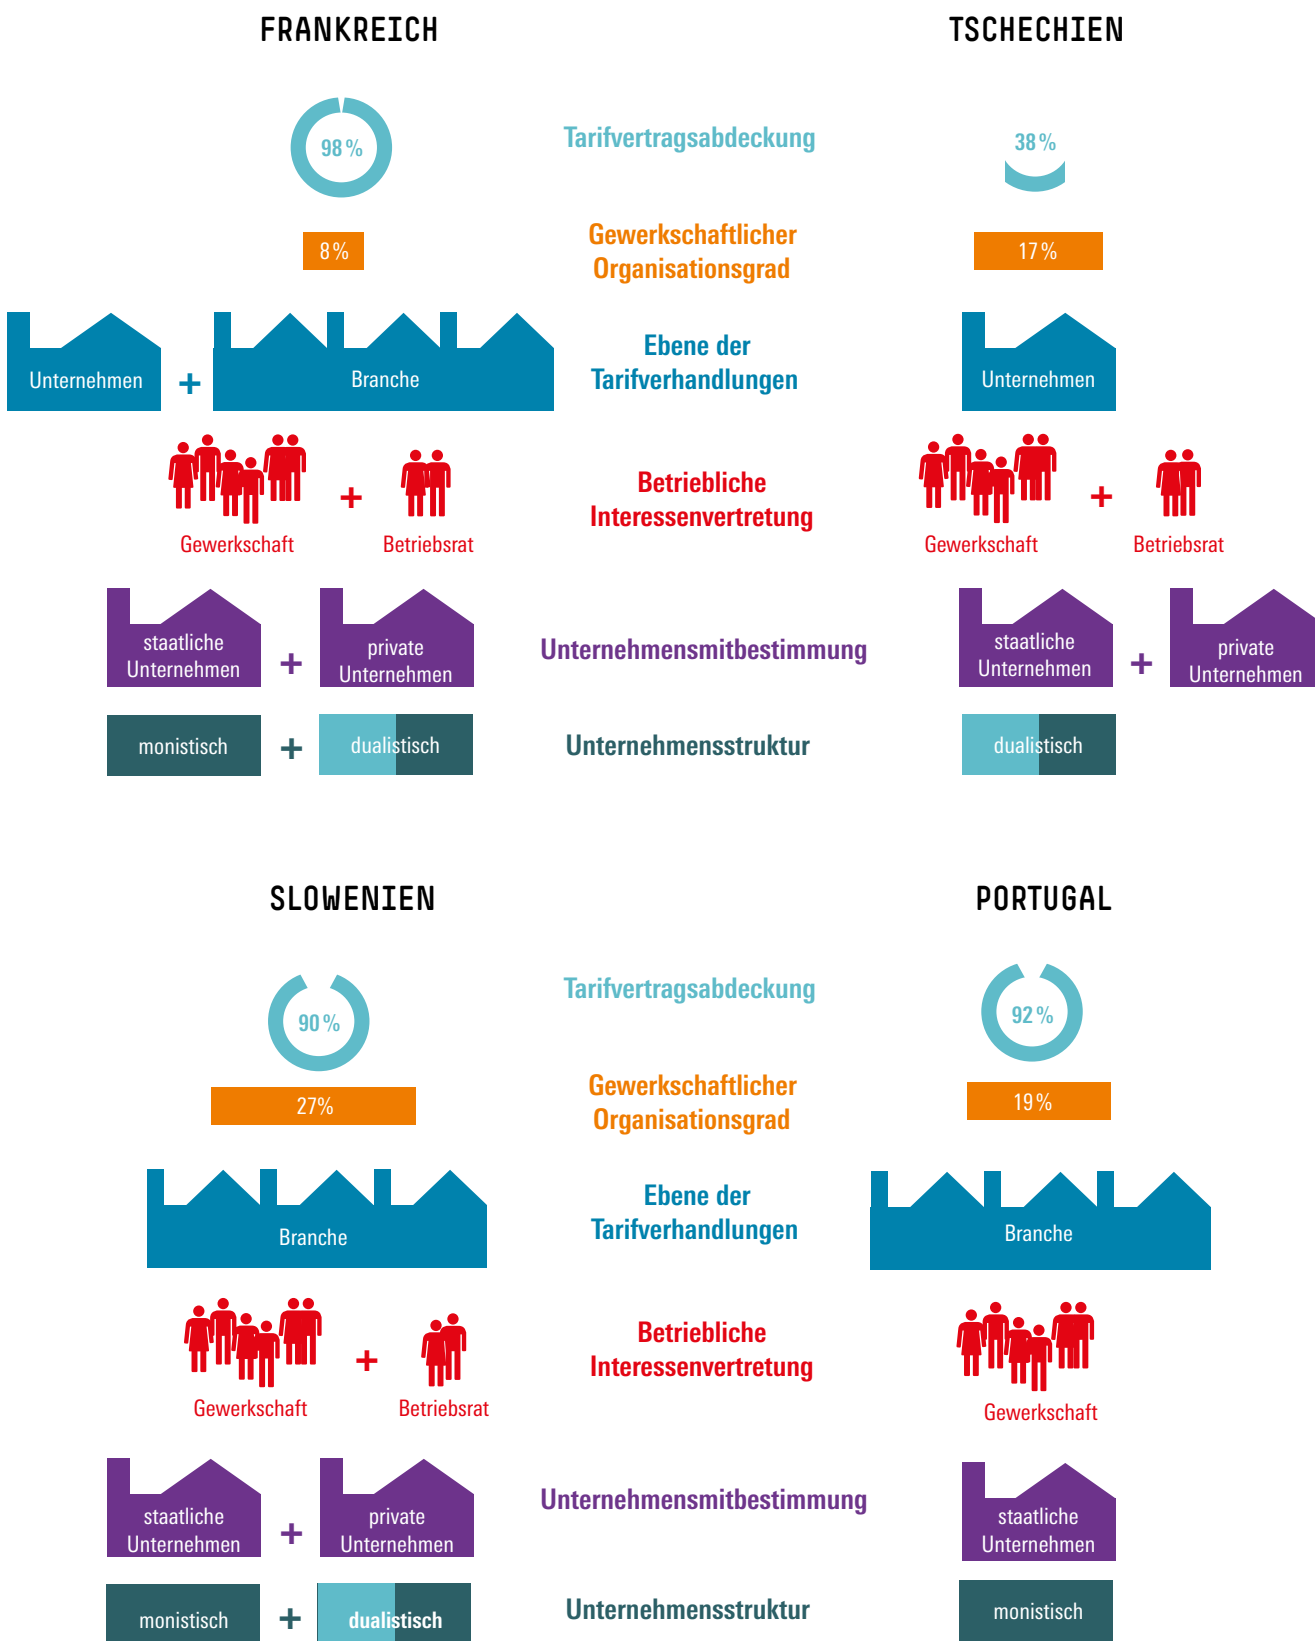 FRANKREICH
TSCHECHIEN
98 %
Tarifvertragsabdeckung
38 %
8 %
Gewerkschaftlicher
Organisationsgrad
17 %
Unternehmen
+
Branche
Ebene der
Tarifverhandlungen
Unternehmen
+
Gewerkschaft
Betriebsrat
Betriebliche
Interessenvertretung
+
Gewerkschaft
Betriebsrat
staatliche
Unternehmen
+
private
Unternehmen
Unternehmensmitbestimmung
staatliche
Unternehmen
+
private
Unternehmen
monistisch
+
dualistisch
Unternehmensstruktur
dualistisch
SLOWENIEN
PORTUGAL
90 %
Tarifvertragsabdeckung
92 %
27%
Gewerkschaftlicher
Organisationsgrad
19 %
Branche
Ebene der
Tarifverhandlungen
Branche
+
Gewerkschaft
Betriebsrat
Betriebliche
Interessenvertretung
Gewerkschaft
staatliche
Unternehmen
+
private
Unternehmen
Unternehmensmitbestimmung
staatliche
Unternehmen
monistisch
+
dualistisch
Unternehmensstruktur
monistisch